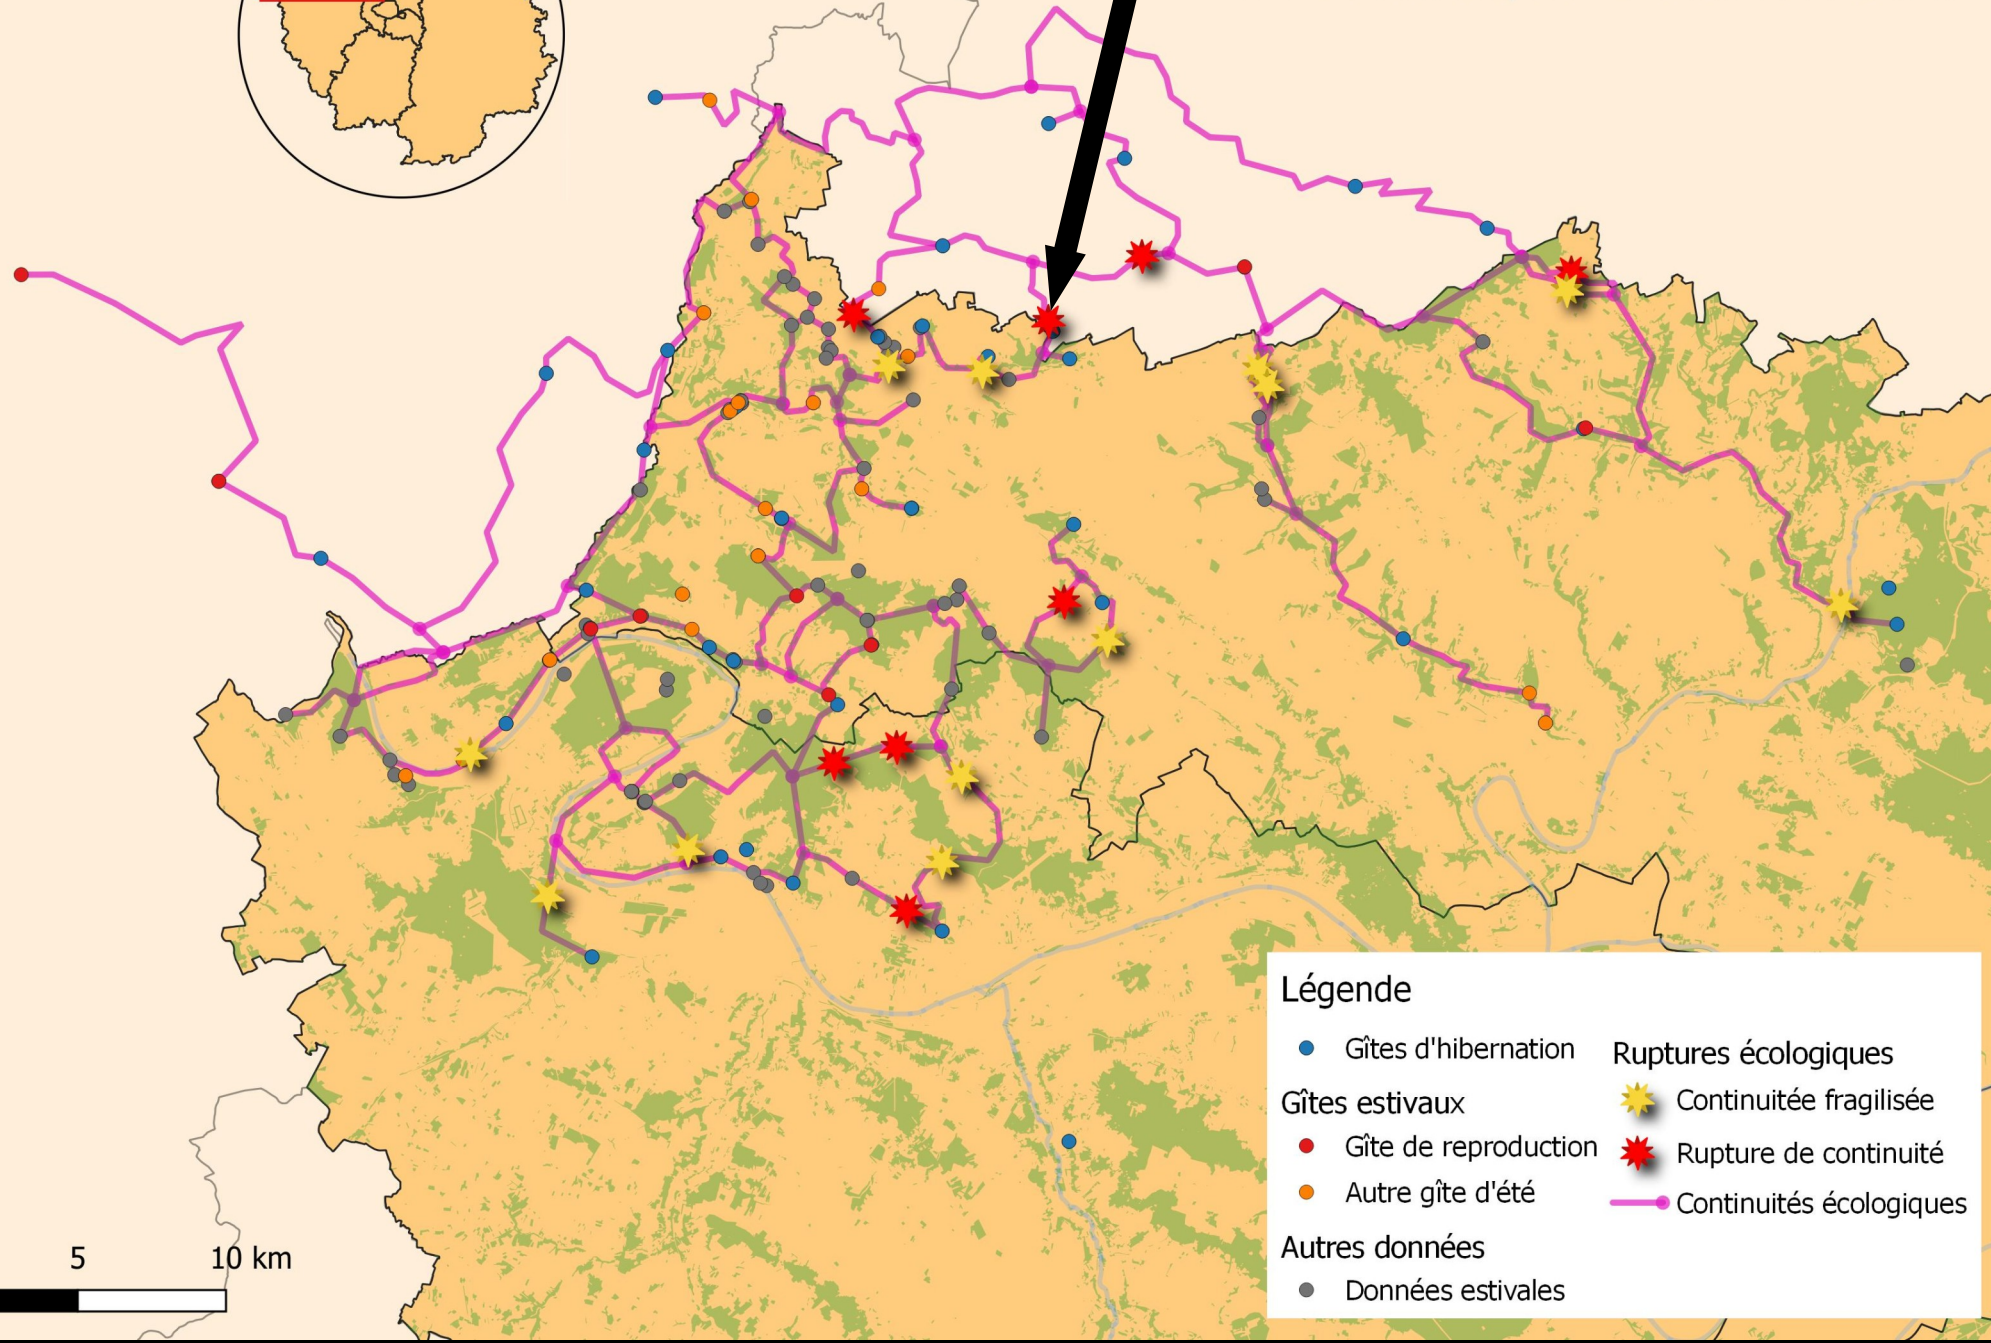 Légende
Gîtes d'hibernation
Gîtes estivaux
Gîte de reproduction
Autre gîte d'été
Autres données
Données estivales
Ruptures écologiques
Continuitée fragilisée
Rupture de continuité
Continuités écologiques
5 10 km